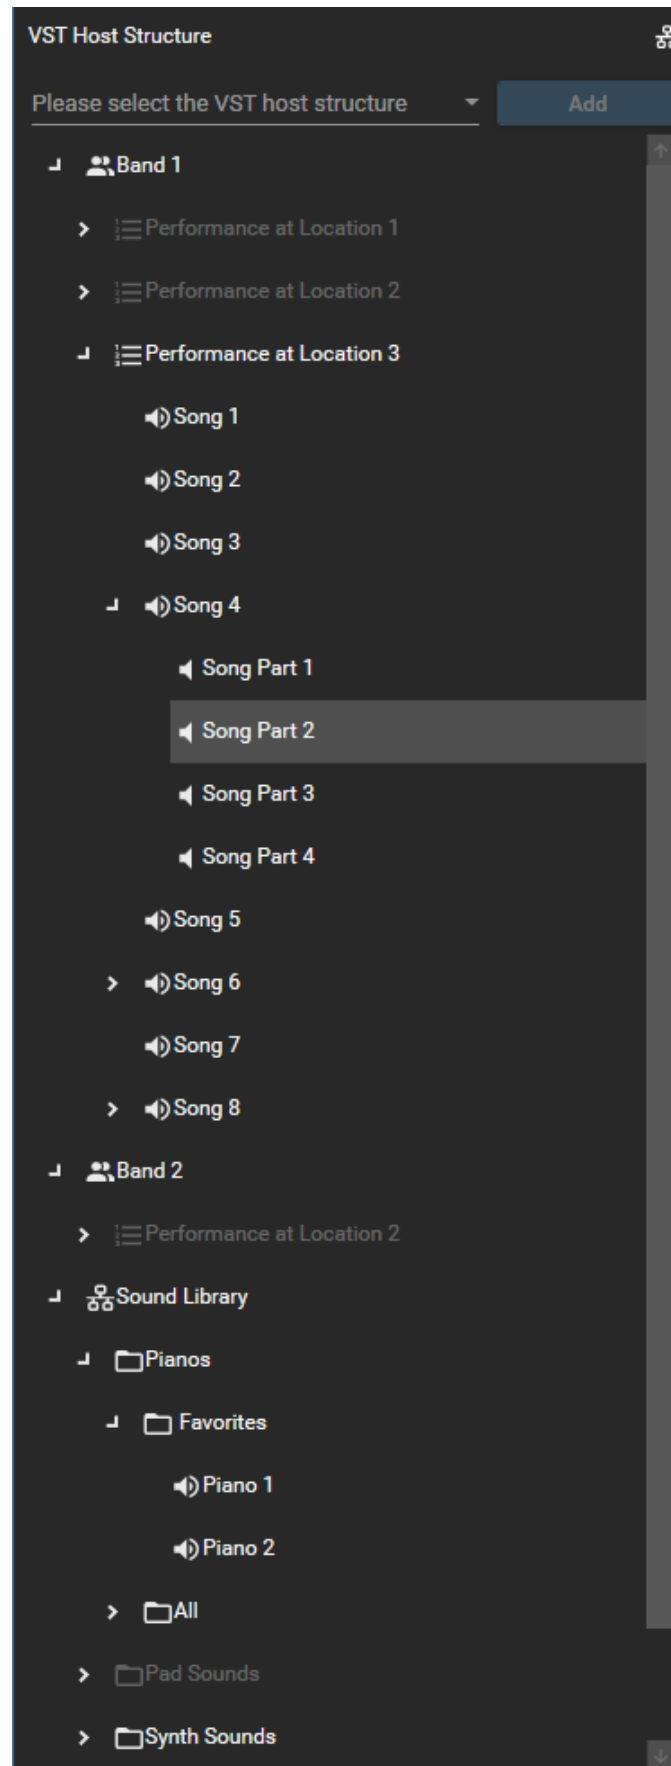 VST Host Structure
Please select the VST host structure
Add
Band 1
Performance at Location 1
Performance at Location 2
Performance at Location 3
Song 1
Song 2
Song 3
Song 4
Song Part 1
Song Part 2
Song Part 3
Song Part 4
Song 5
Song 6
Song 7
Song 8
Band 2
Performance at Location 2
Sound Library
Pianos
Favorites
Piano 1
Piano 2
All
Pad Sounds
Synth Sounds